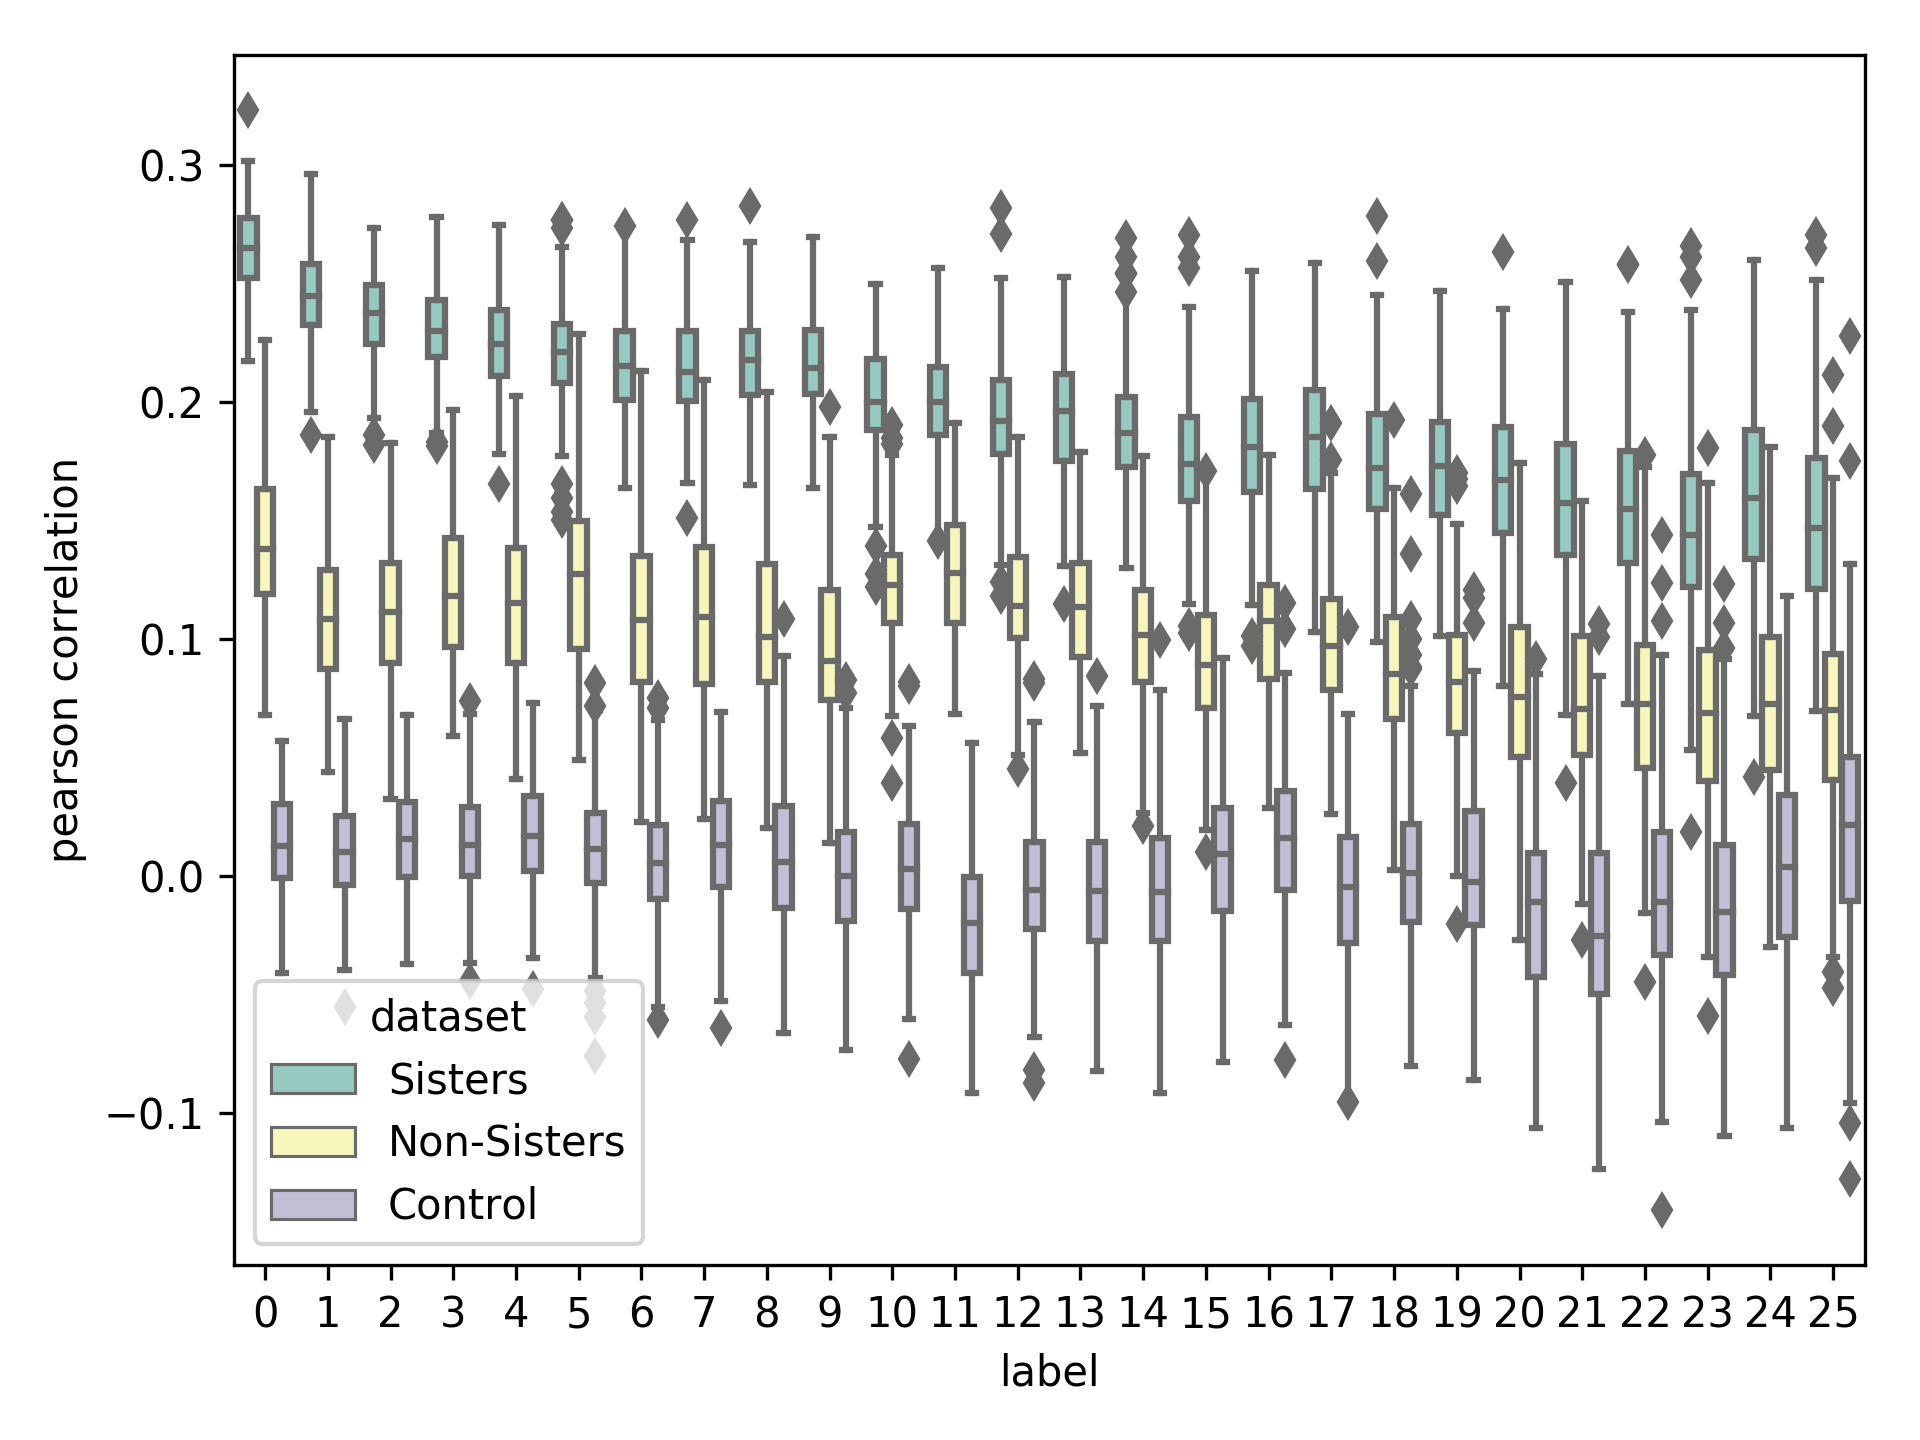 pearson correlation
0.3
0.2
0.1
0.0
−0.1
dataset
Sisters
Non-Sisters
Control
0 1 2 3 4 5 6 7 8 9 10 11 12 13 14 15 16 17 18 19 20 21 22 23 24 25
label